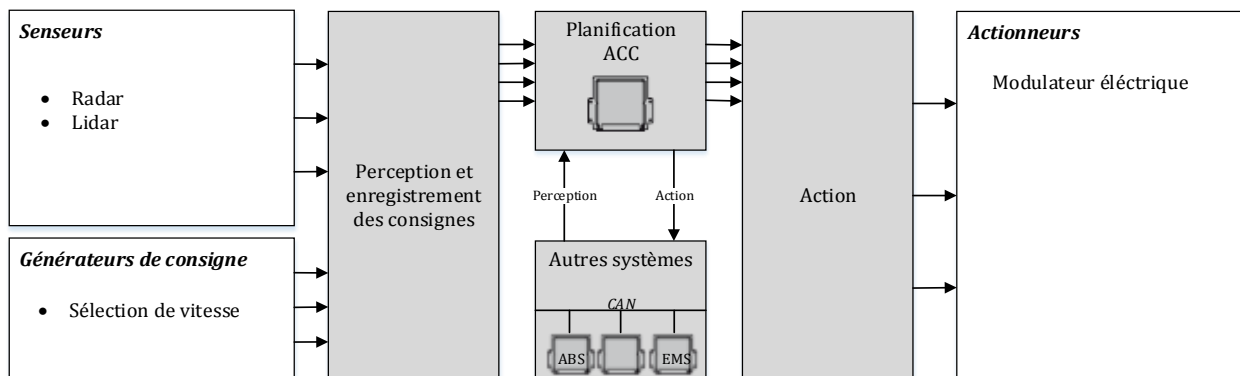 Senseurs
• Radar
• Lidar
Générateurs de consigne
• Sélection de vitesse
Perception et
enregistrement
des consignes
Planification
ACC
Perception
Action
Autres systèmes
CAN
ABS
EMS
Action
Actionneurs
Modulateur éléctrique